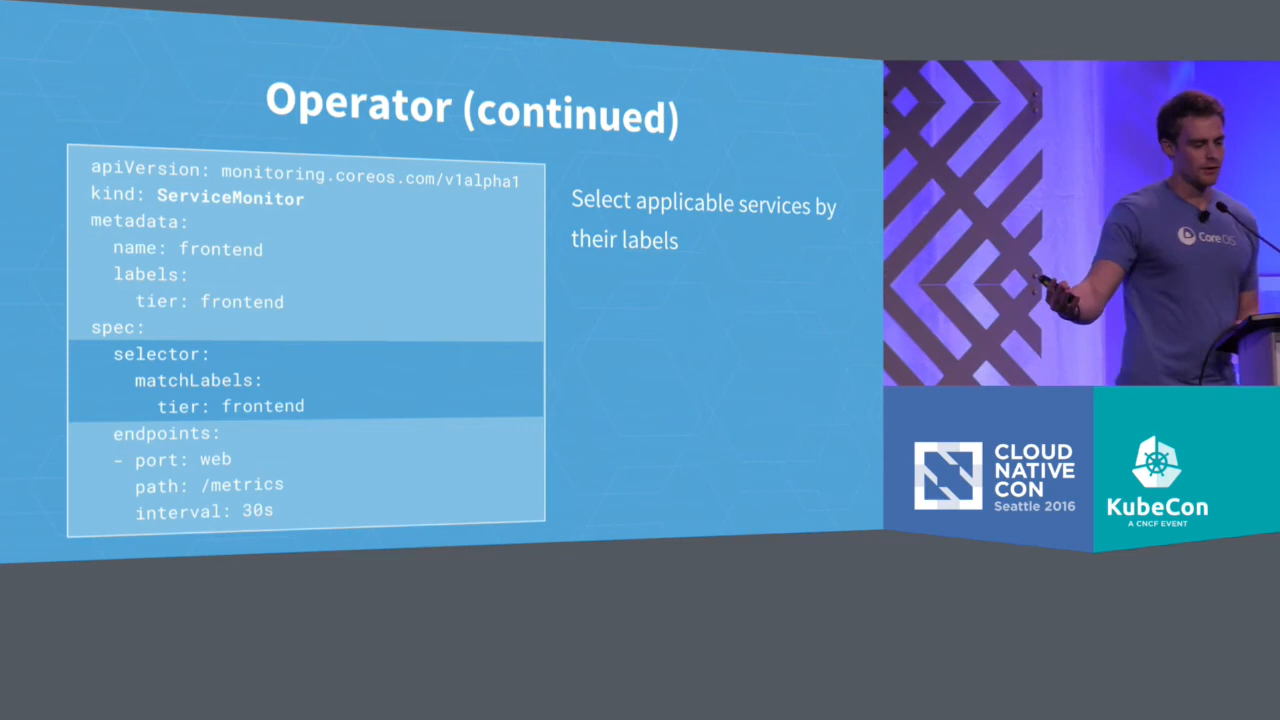 Operator (continued)
apiVersion: monitoring.coreos.com/v1alpha1
kind: ServiceMonitor
metadata:
  name: frontend
  labels:
    tier: frontend
spec:
  selector:
    matchLabels:
      tier: frontend
  endpoints:
  - port: web
    path: /metrics
    interval: 30s
Select applicable services by
their labels
CoreOS
CLOUD
NATIVE
CON
Seattle 2016
KubeCon
A CNCF EVENT